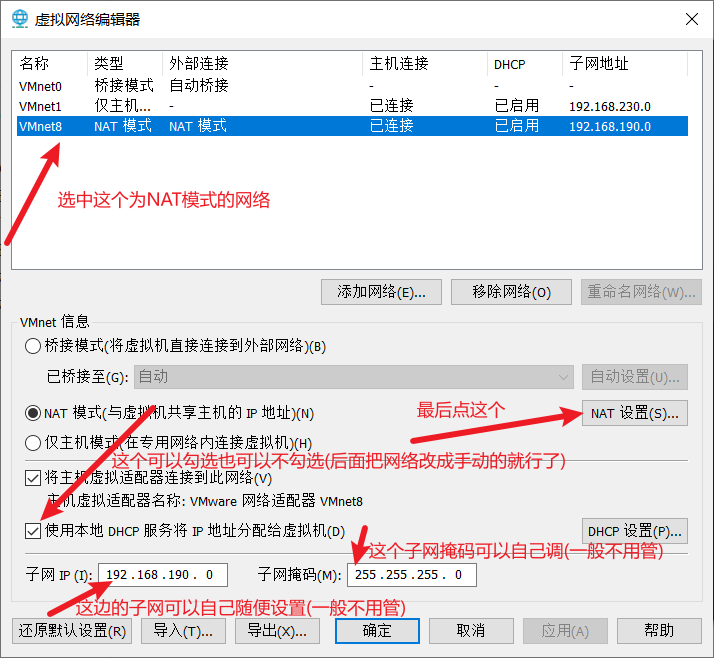 虚拟网络编辑器
名称 类型 外部连接 主机连接 DHCP 子网地址
VMnet0 桥接模式 自动桥接 - - -
VMnet1 仅主机... - 已连接 已启用 192.168.230.0
VMnet8 NAT 模式 NAT 模式 已连接 已启用 192.168.190.0
选中这个为NAT模式的网络
添加网络(E)... 移除网络(O) 重命名网络(W)...
VMnet 信息
桥接模式(将虚拟机直接连接到外部网络)(B)
已桥接至(G): 自动 自动设置(U)...
最后点这个
NAT 模式(与虚拟机共享主机的 IP 地址)(N) NAT 设置(S)...
仅主机模式(在专用网络内连接虚拟机)(H)
这个可以勾选也可以不勾选(后面把网络改成手动的就行了)
将主机虚拟适配器连接到此网络(V)
主机虚拟适配器名称: VMware 网络适配器 VMnet8
使用本地 DHCP 服务将 IP 地址分配给虚拟机(D) DHCP 设置(P)...
这个子网掩码可以自己调(一般不用管)
子网 IP (I): 192.168.190. 0 子网掩码(M): 255.255.255. 0
这边的子网可以自己随便设置(一般不用管)
还原默认设置(R) 导入(T)... 导出(X)... 确定 取消 应用(A) 帮助